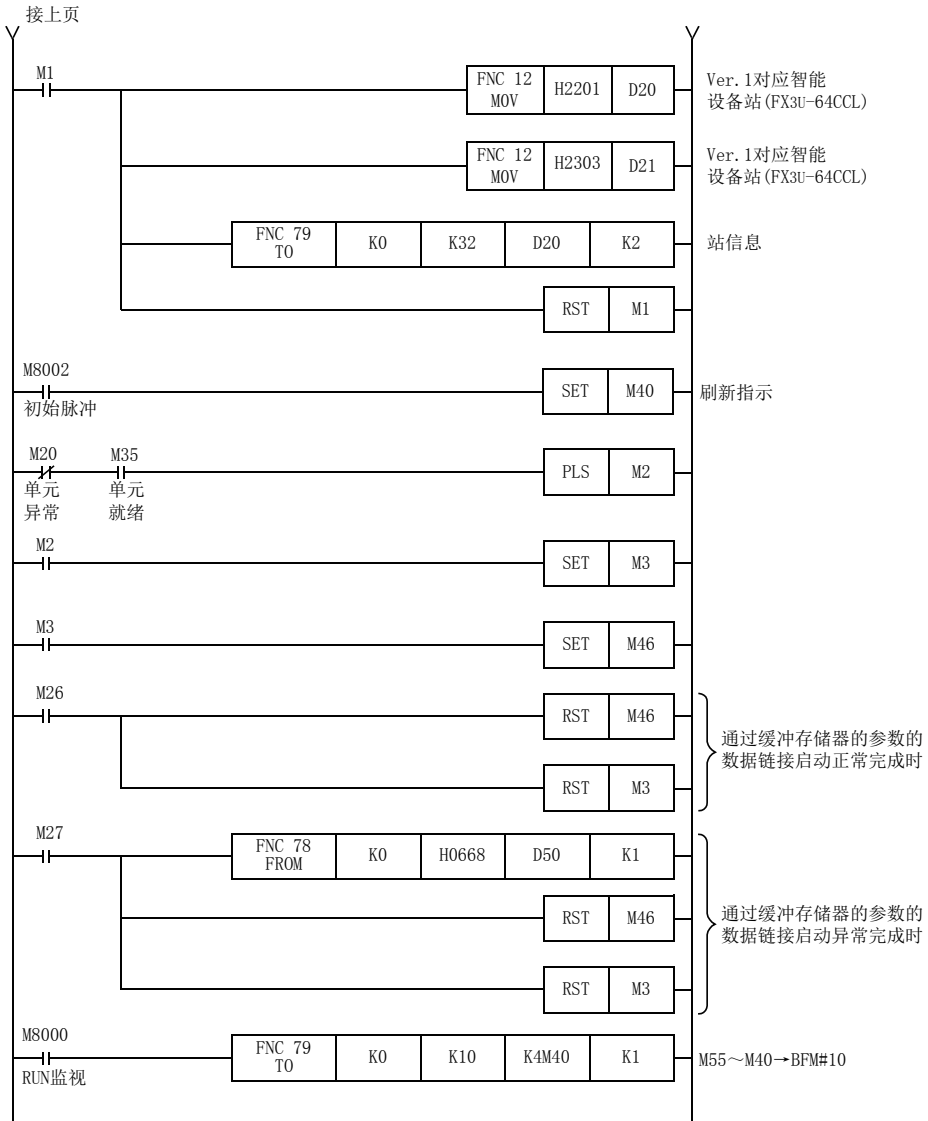 接上页
M1
FNC 12
MOV
H2201
D20
Ver.1对应智能
设备站(FX3U-64CCL)
FNC 12
MOV
H2303
D21
Ver.1对应智能
设备站(FX3U-64CCL)
FNC 79
TO
K0
K32
D20
K2
站信息
RST
M1
M8002
初始脉冲
SET
M40
刷新指示
M20
单元
异常
M35
单元
就绪
PLS
M2
M2
SET
M3
M3
SET
M46
M26
RST
M46
RST
M3
通过缓冲存储器的参数的
数据链接启动正常完成时
M27
FNC 78
FROM
K0
H0668
D50
K1
RST
M46
RST
M3
通过缓冲存储器的参数的
数据链接启动异常完成时
M8000
RUN监视
FNC 79
TO
K0
K10
K4M40
K1
M55～M40→BFM#10